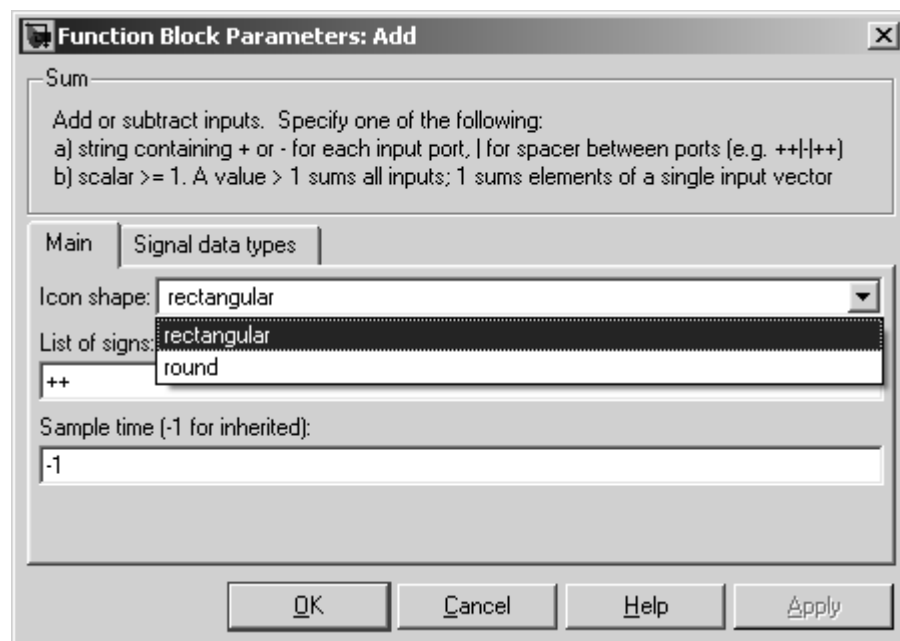 Function Block Parameters: Add
Sum
Add or subtract inputs. Specify one of the following:
a) string containing + or - for each input port, | for spacer between ports (e.g. ++|-|++)
b) scalar >= 1. A value > 1 sums all inputs; 1 sums elements of a single input vector
Main
Signal data types
Icon shape: rectangular
rectangular
List of signs:
round
++
Sample time (-1 for inherited):
-1
OK
Cancel
Help
Apply